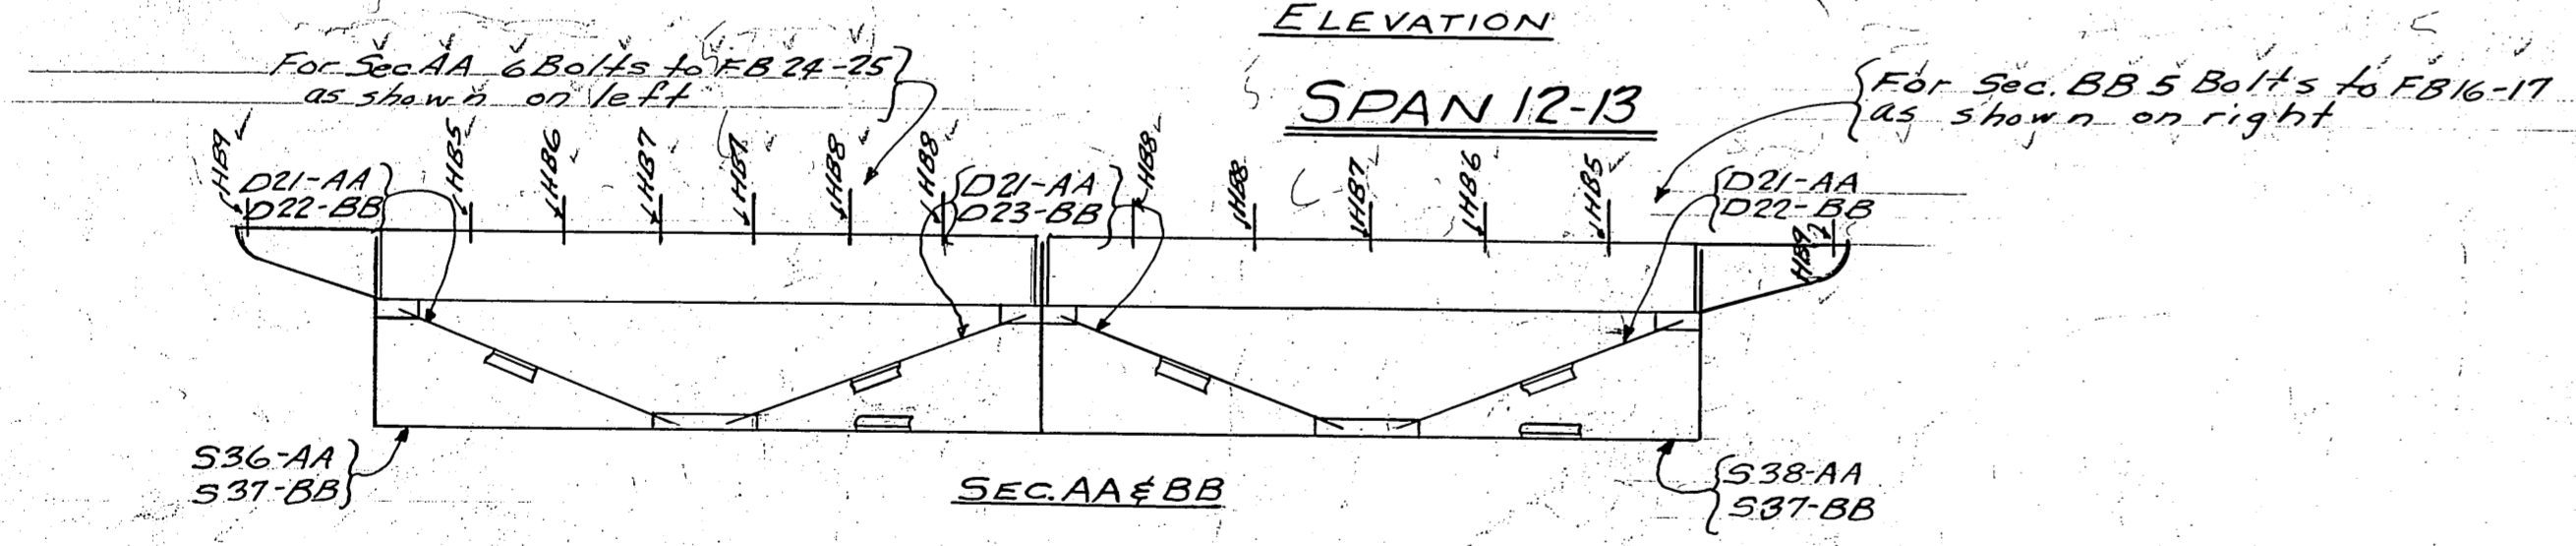 ELEVATION
SPAN 12-13
For Sec AA 6 Bolts to FB 24-25
as shown on left
For Sec. BB 5 Bolts to FB16-17
as shown on right
HB9
HB5
HB6
HB7
HB7
HB8
HB8
HB8
HB8
HB7
HB6
HB5
HB9
D21-AA
D22-BB
D21-AA
D23-BB
D21-AA
D22-BB
S36-AA
S37-BB
SEC. AA & BB
S38-AA
S37-BB